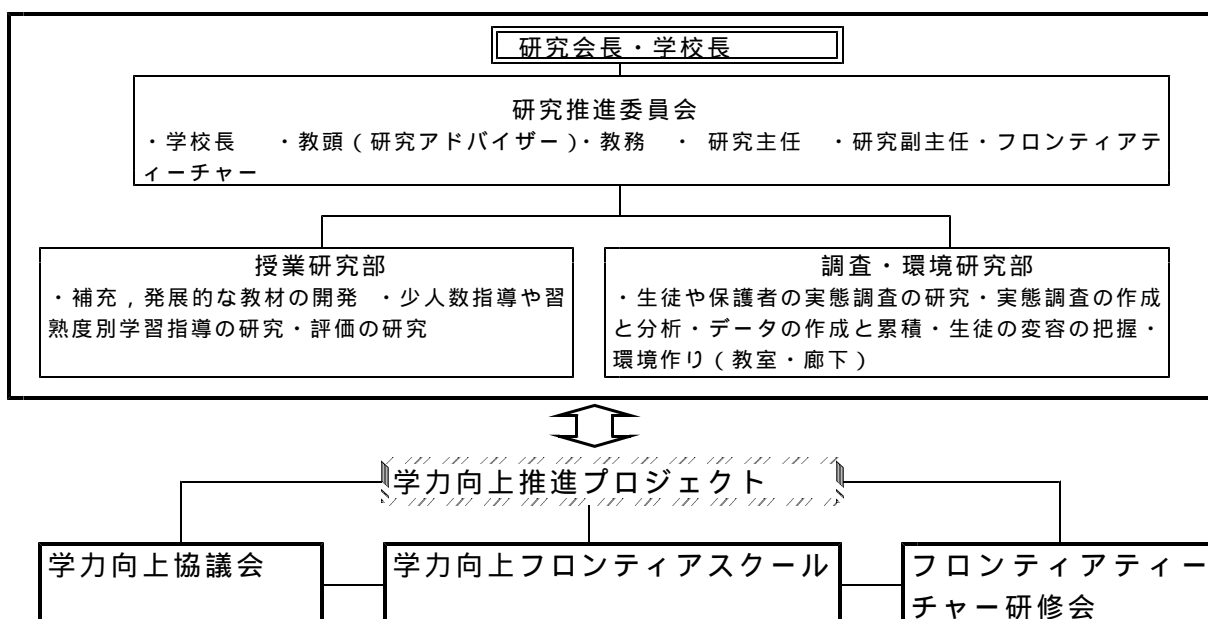 研究会長・学校長
研究推進委員会
・学校長　・教頭（研究アドバイザー）・教務　・　研究主任　・研究副主任・フロンティアテ
ィーチャー
授業研究部
・補充，発展的な教材の開発　・少人数指導や習
熟度別学習指導の研究・評価の研究
調査・環境研究部
・生徒や保護者の実態調査の研究・実態調査の作成
と分析・データの作成と累積・生徒の変容の把握・
環境作り（教室・廊下）
学力向上推進プロジェクト
学力向上協議会
学力向上フロンティアスクール
フロンティアティー
チャー研修会